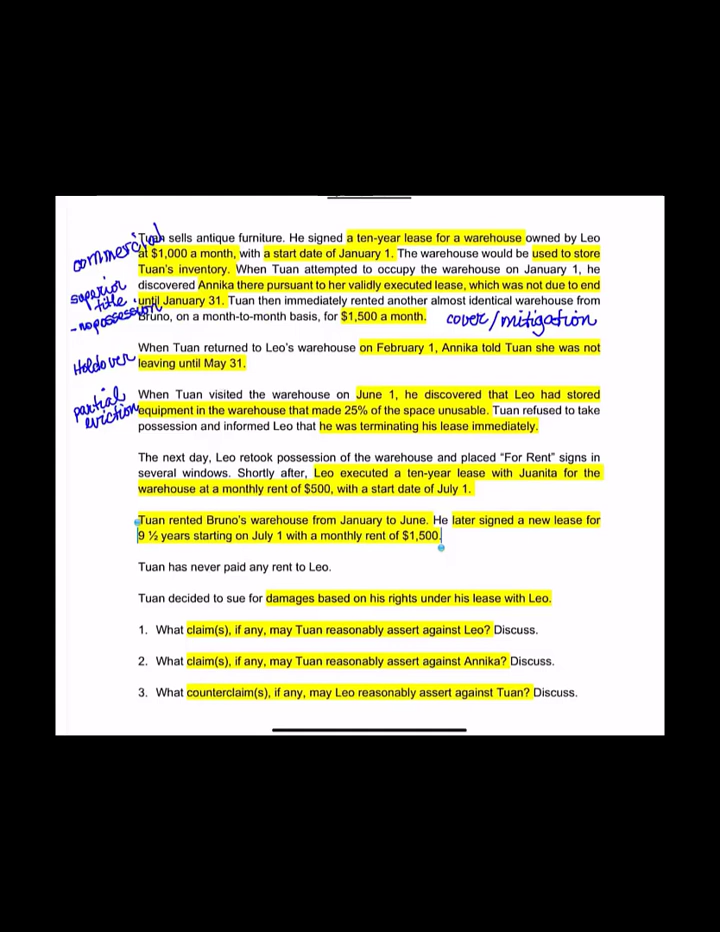 Tuan sells antique furniture. He signed a ten-year lease for a warehouse owned by Leo
commercial
at $1,000 a month, with a start date of January 1. The warehouse would be used to store
Tuan's inventory. When Tuan attempted to occupy the warehouse on January 1, he
discovered Annika there pursuant to her validly executed lease, which was not due to end
superior
title
- no possession
until January 31. Tuan then immediately rented another almost identical warehouse from
Bruno, on a month-to-month basis, for $1,500 a month.
cover/mitigation
When Tuan returned to Leo's warehouse on February 1, Annika told Tuan she was not
Holdover
leaving until May 31.
When Tuan visited the warehouse on June 1, he discovered that Leo had stored
partial
eviction
equipment in the warehouse that made 25% of the space unusable. Tuan refused to take
possession and informed Leo that he was terminating his lease immediately.
The next day, Leo retook possession of the warehouse and placed "For Rent" signs in
several windows. Shortly after, Leo executed a ten-year lease with Juanita for the
warehouse at a monthly rent of $500, with a start date of July 1.
Tuan rented Bruno's warehouse from January to June. He later signed a new lease for
9 ½ years starting on July 1 with a monthly rent of $1,500.
Tuan has never paid any rent to Leo.
Tuan decided to sue for damages based on his rights under his lease with Leo.
1. What claim(s), if any, may Tuan reasonably assert against Leo? Discuss.
2. What claim(s), if any, may Tuan reasonably assert against Annika? Discuss.
3. What counterclaim(s), if any, may Leo reasonably assert against Tuan? Discuss.